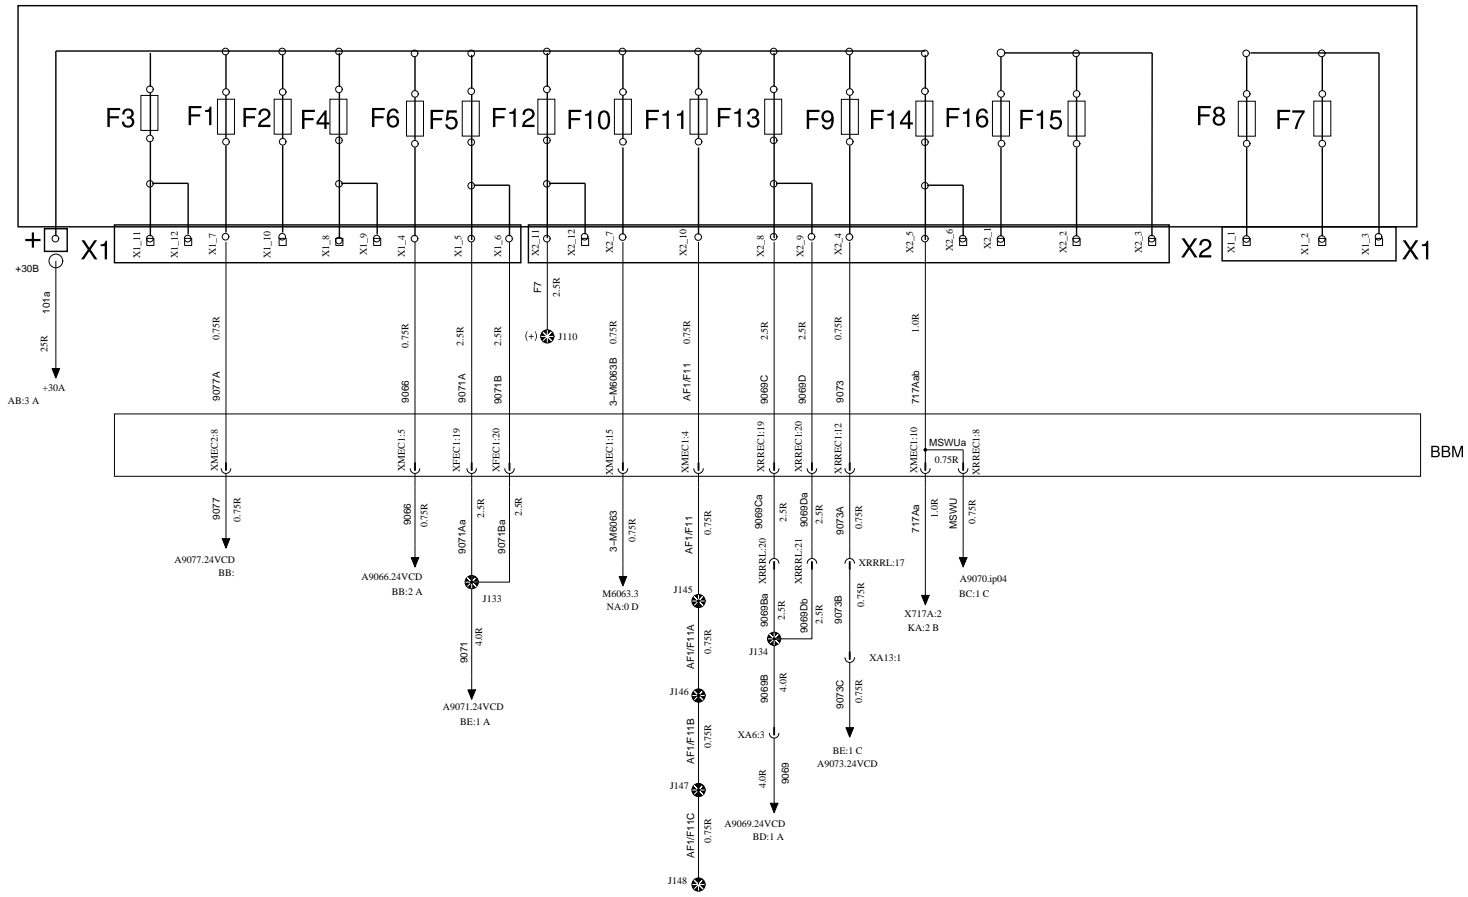 F3 F1 F2 F4 F6 F5 F12 F10 F11 F13 F9 F14 F16 F15 F8 F7
+ X1 X1_11 X1_12 X1_7 X1_10 X1_8 X1_9 X1_4 X1_5 X1_6 X2_11 X2_12 X2_7 X2_10 X2_8 X2_9 X2_4 X2_5 X2_6 X2_1 X2_2 X2_3 X2 X1_1 X1_2 X1_3 X1
+30B
101a
25R
+30A
AB:3 A
F7 2.5R
(+) J110
0.75R 0.75R 2.5R 2.5R 0.75R 0.75R 2.5R 2.5R 0.75R 1.0R
9077A 9066 9071A 9071B 3-M6063B AF1/F11 9069C 9069D 9073 717Aab
XMEC2:8 XMEC1:5 XFEC1:19 XFEC1:20 XMEC1:15 XMEC1:4 XRREC1:19 XRREC1:20 XRREC1:12 XMEC1:10 MSWUa 0.75R XRREC1:8
BBM
9077 0.75R
A9077.24VCD
BB:
9066 0.75R
A9066.24VCD
BB:2 A
9071Aa 2.5R 9071Ba 2.5R
J133
9071 4.0R
A9071.24VCD
BE:1 A
3-M6063 0.75R
M6063.3
NA:0 D
AF1/F11 0.75R
J145
AF1/F11A 0.75R
J146
AF1/F11B 0.75R
J147
AF1/F11C 0.75R
J148
9069Ca 2.5R 9069Da 2.5R
XRRRL:20 XRRRL:21
9069Ba 2.5R 9069Db 2.5R
J134
9069B 4.0R
XA6:3
4.0R 9069
A9069.24VCD
BD:1 A
9073A 0.75R
XRRRL:17
9073B 0.75R
XA13:1
9073C 0.75R
BE:1 C
A9073.24VCD
717Aa 1.0R
X717A:2
KA:2 B
MSWU 0.75R
A9070.ip04
BC:1 C